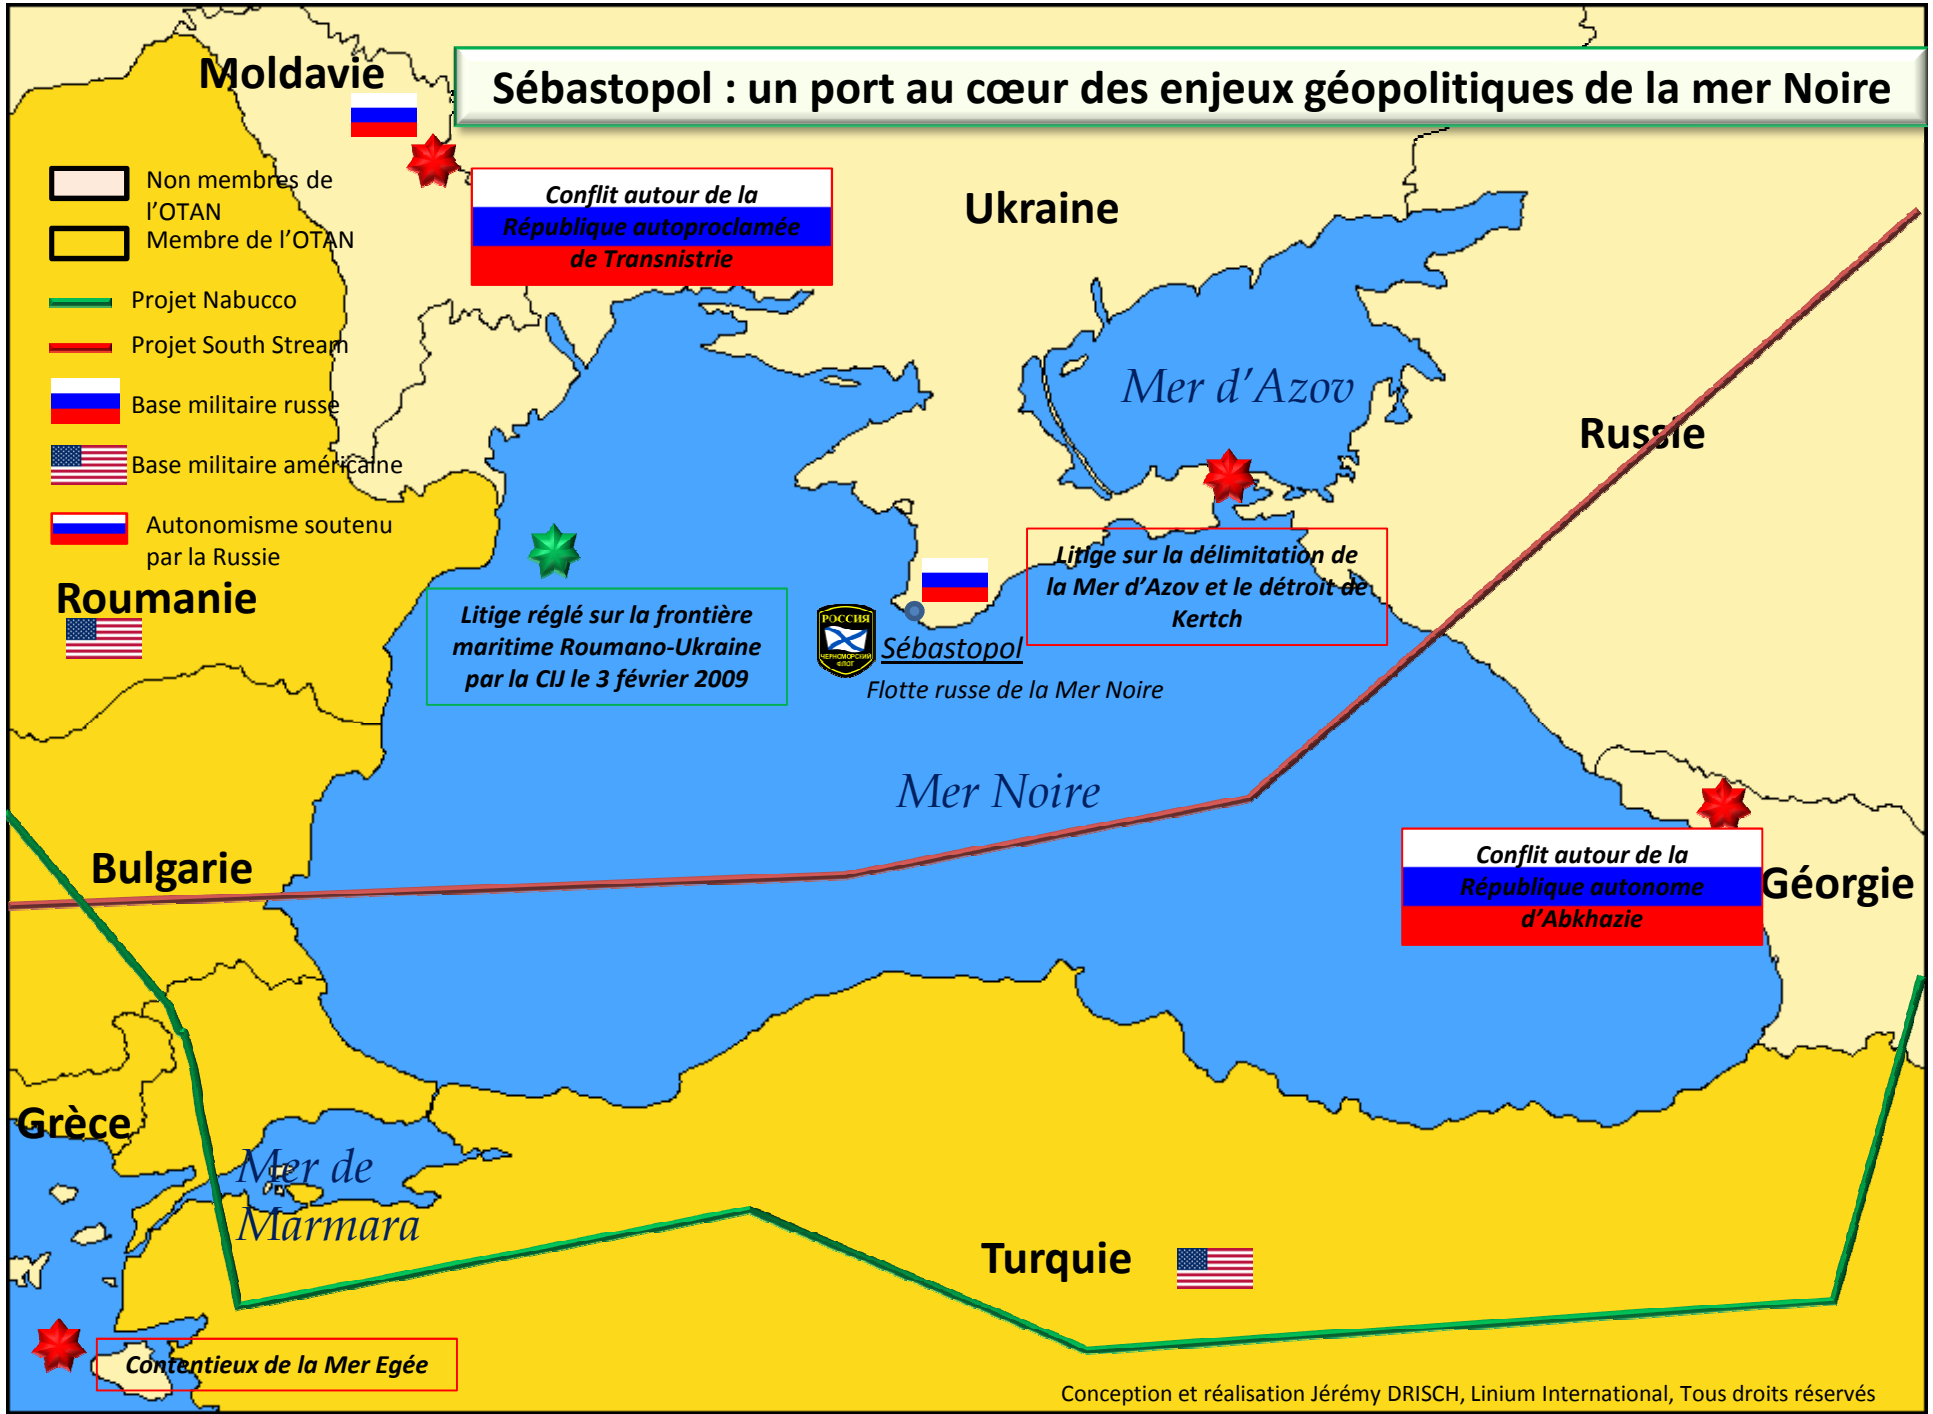 Sébastopol : un port au cœur des enjeux géopolitiques de la mer Noire
Moldavie
Non membres de
l'OTAN
Membre de l'OTAN
Projet Nabucco
Projet South Stream
Base militaire russe
Base militaire américaine
Autonomisme soutenu
par la Russie
Conflit autour de la
République autoproclamée
de Transnistrie
Ukraine
Mer d'Azov
Russie
Roumanie
Litige réglé sur la frontière
maritime Roumano-Ukraine
par la CIJ le 3 février 2009
Litige sur la délimitation de
la Mer d'Azov et le détroit de
Kertch
РОССИЯ
ЧЕРНОМОРСКИЙ
ФЛОТ
Sébastopol
Flotte russe de la Mer Noire
Mer Noire
Bulgarie
Conflit autour de la
République autonome
d'Abkhazie
Géorgie
Grèce
Mer de
Marmara
Turquie
Contentieux de la Mer Egée
Conception et réalisation Jérémy DRISCH, Linium International, Tous droits réservés